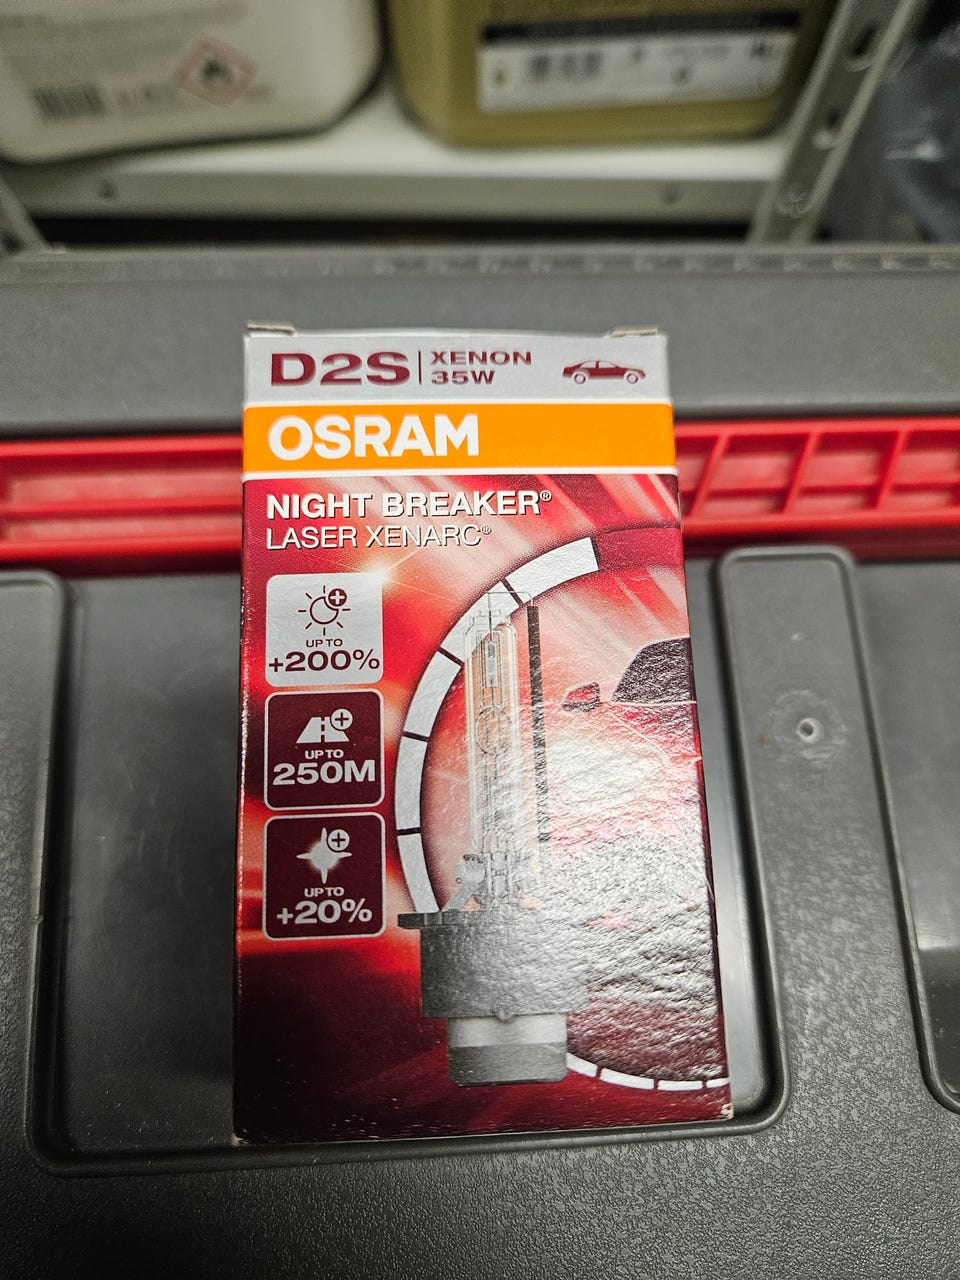 D2S
XENON
35W
OSRAM
NIGHT BREAKER®
LASER XENARC®
UP TO
+200%
UP TO
250M
UP TO
+20%